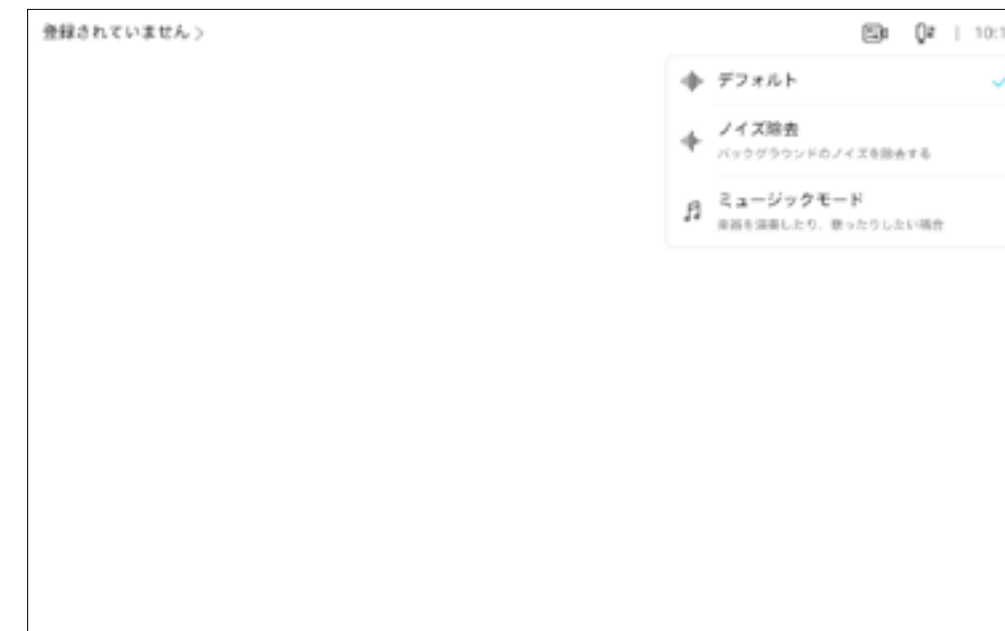 登録されていません >
| 10:1
デフォルト
ノイズ除去
バックグラウンドのノイズを除去する
ミュージックモード
楽器を演奏したり、歌ったりしたい場合